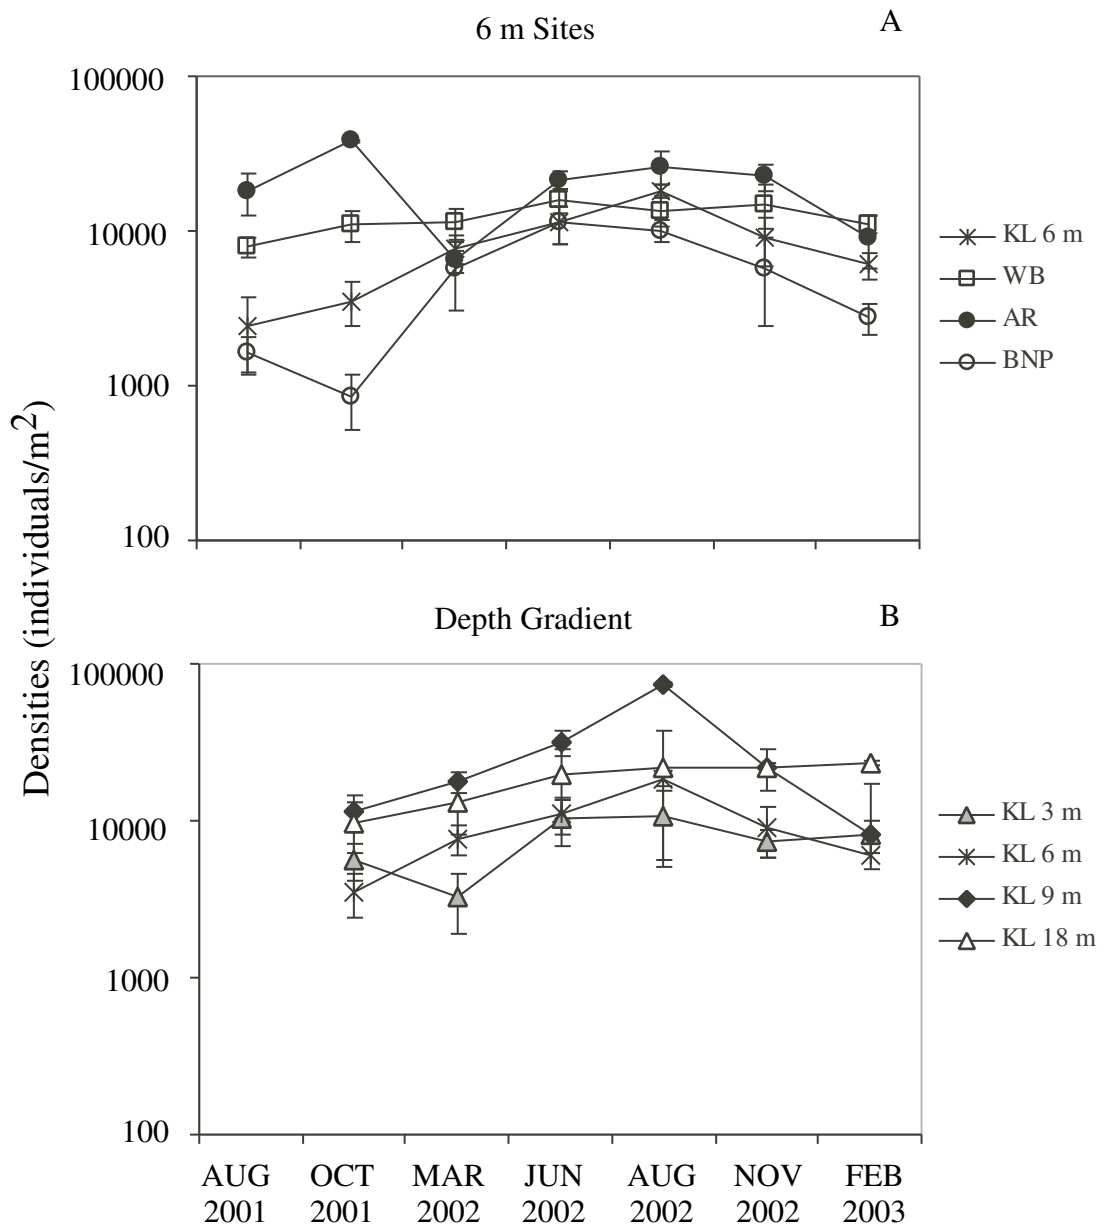 6 m Sites
A
100000
10000
1000
100
KL 6 m
WB
AR
BNP
Densities (individuals/m²)
Depth Gradient
B
100000
10000
1000
100
KL 3 m
KL 6 m
KL 9 m
KL 18 m
AUG OCT MAR JUN AUG NOV FEB
2001 2001 2002 2002 2002 2002 2003